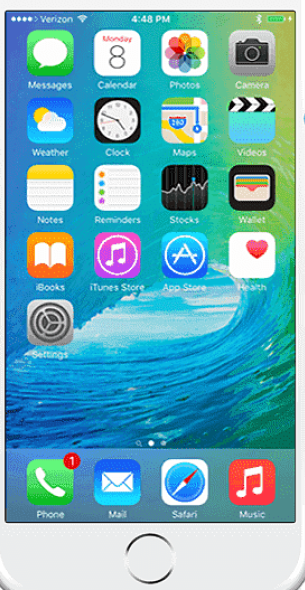 Verizon 4:48 PM
Monday
8
Messages Calendar Photos Camera
280
Weather Clock Maps Videos
Notes Reminders Stocks Wallet
iBooks iTunes Store App Store Health
Settings
1
Phone Mail Safari Music